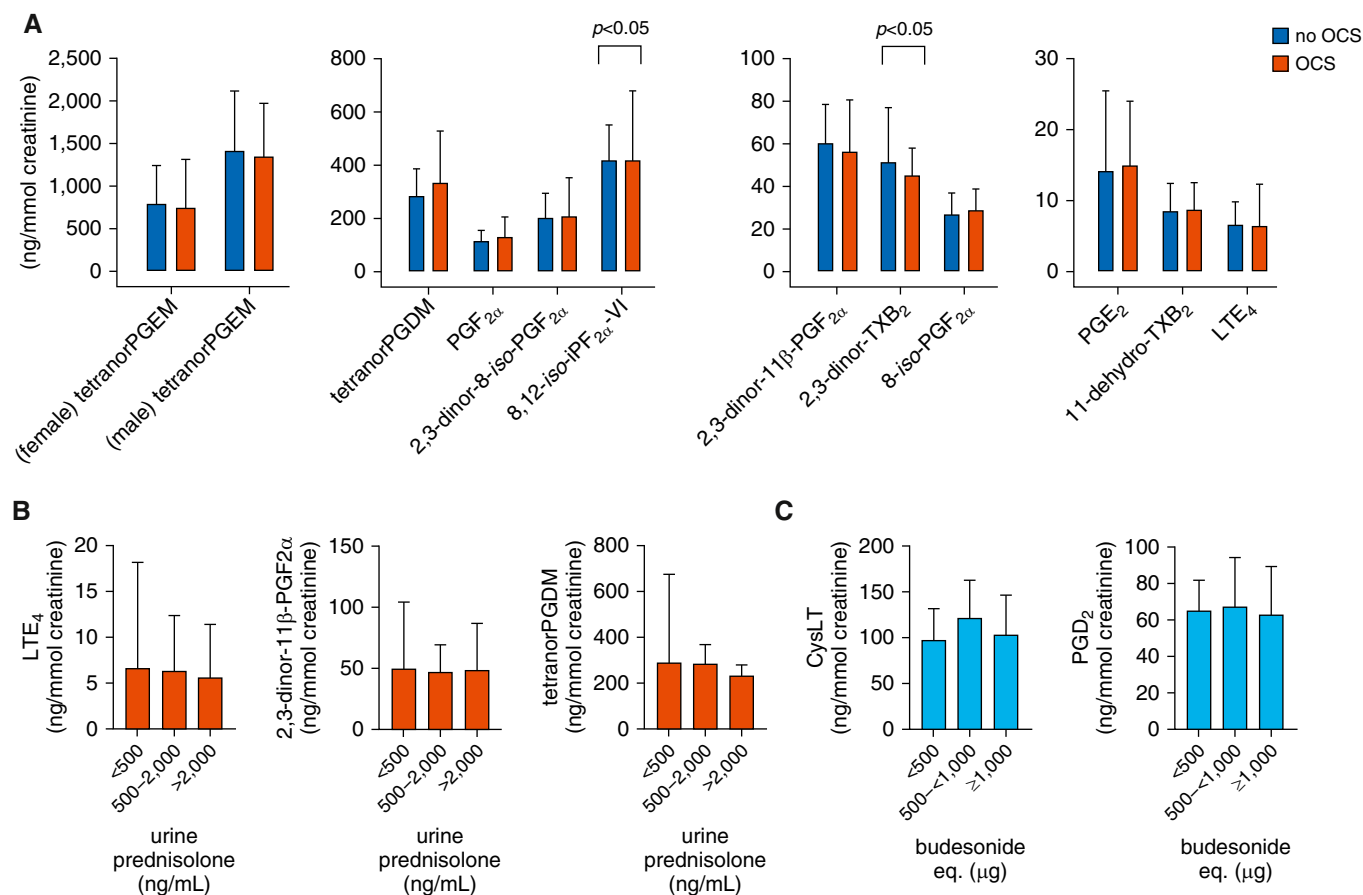 A
p<0.05
p<0.05
no OCS
OCS
(ng/mmol creatinine)
2,500
2,000
1,500
1,000
500
0
(female) tetranorPGEM
(male) tetranorPGEM
800
600
400
200
0
tetranorPGDM
PGF2α
2,3-dinor-8-iso-PGF2α
8,12-iso-iPF2α-VI
100
80
60
40
20
0
2,3-dinor-11β-PGF2α
2,3-dinor-TXB2
8-iso-PGF2α
30
20
10
0
PGE2
11-dehydro-TXB2
LTE4
B
LTE4
(ng/mmol creatinine)
20
15
10
5
0
<500
500–2,000
>2,000
urine
prednisolone
(ng/mL)
2,3-dinor-11β-PGF2α
(ng/mmol creatinine)
150
100
50
0
<500
500–2,000
>2,000
urine
prednisolone
(ng/mL)
tetranorPGDM
(ng/mmol creatinine)
800
600
400
200
0
<500
500–2,000
>2,000
urine
prednisolone
(ng/mL)
C
CysLT
(ng/mmol creatinine)
200
150
100
50
0
<500
500–<1,000
≥1,000
budesonide
eq. (μg)
PGD2
(ng/mmol creatinine)
100
80
60
40
20
0
<500
500–<1,000
≥1,000
budesonide
eq. (μg)